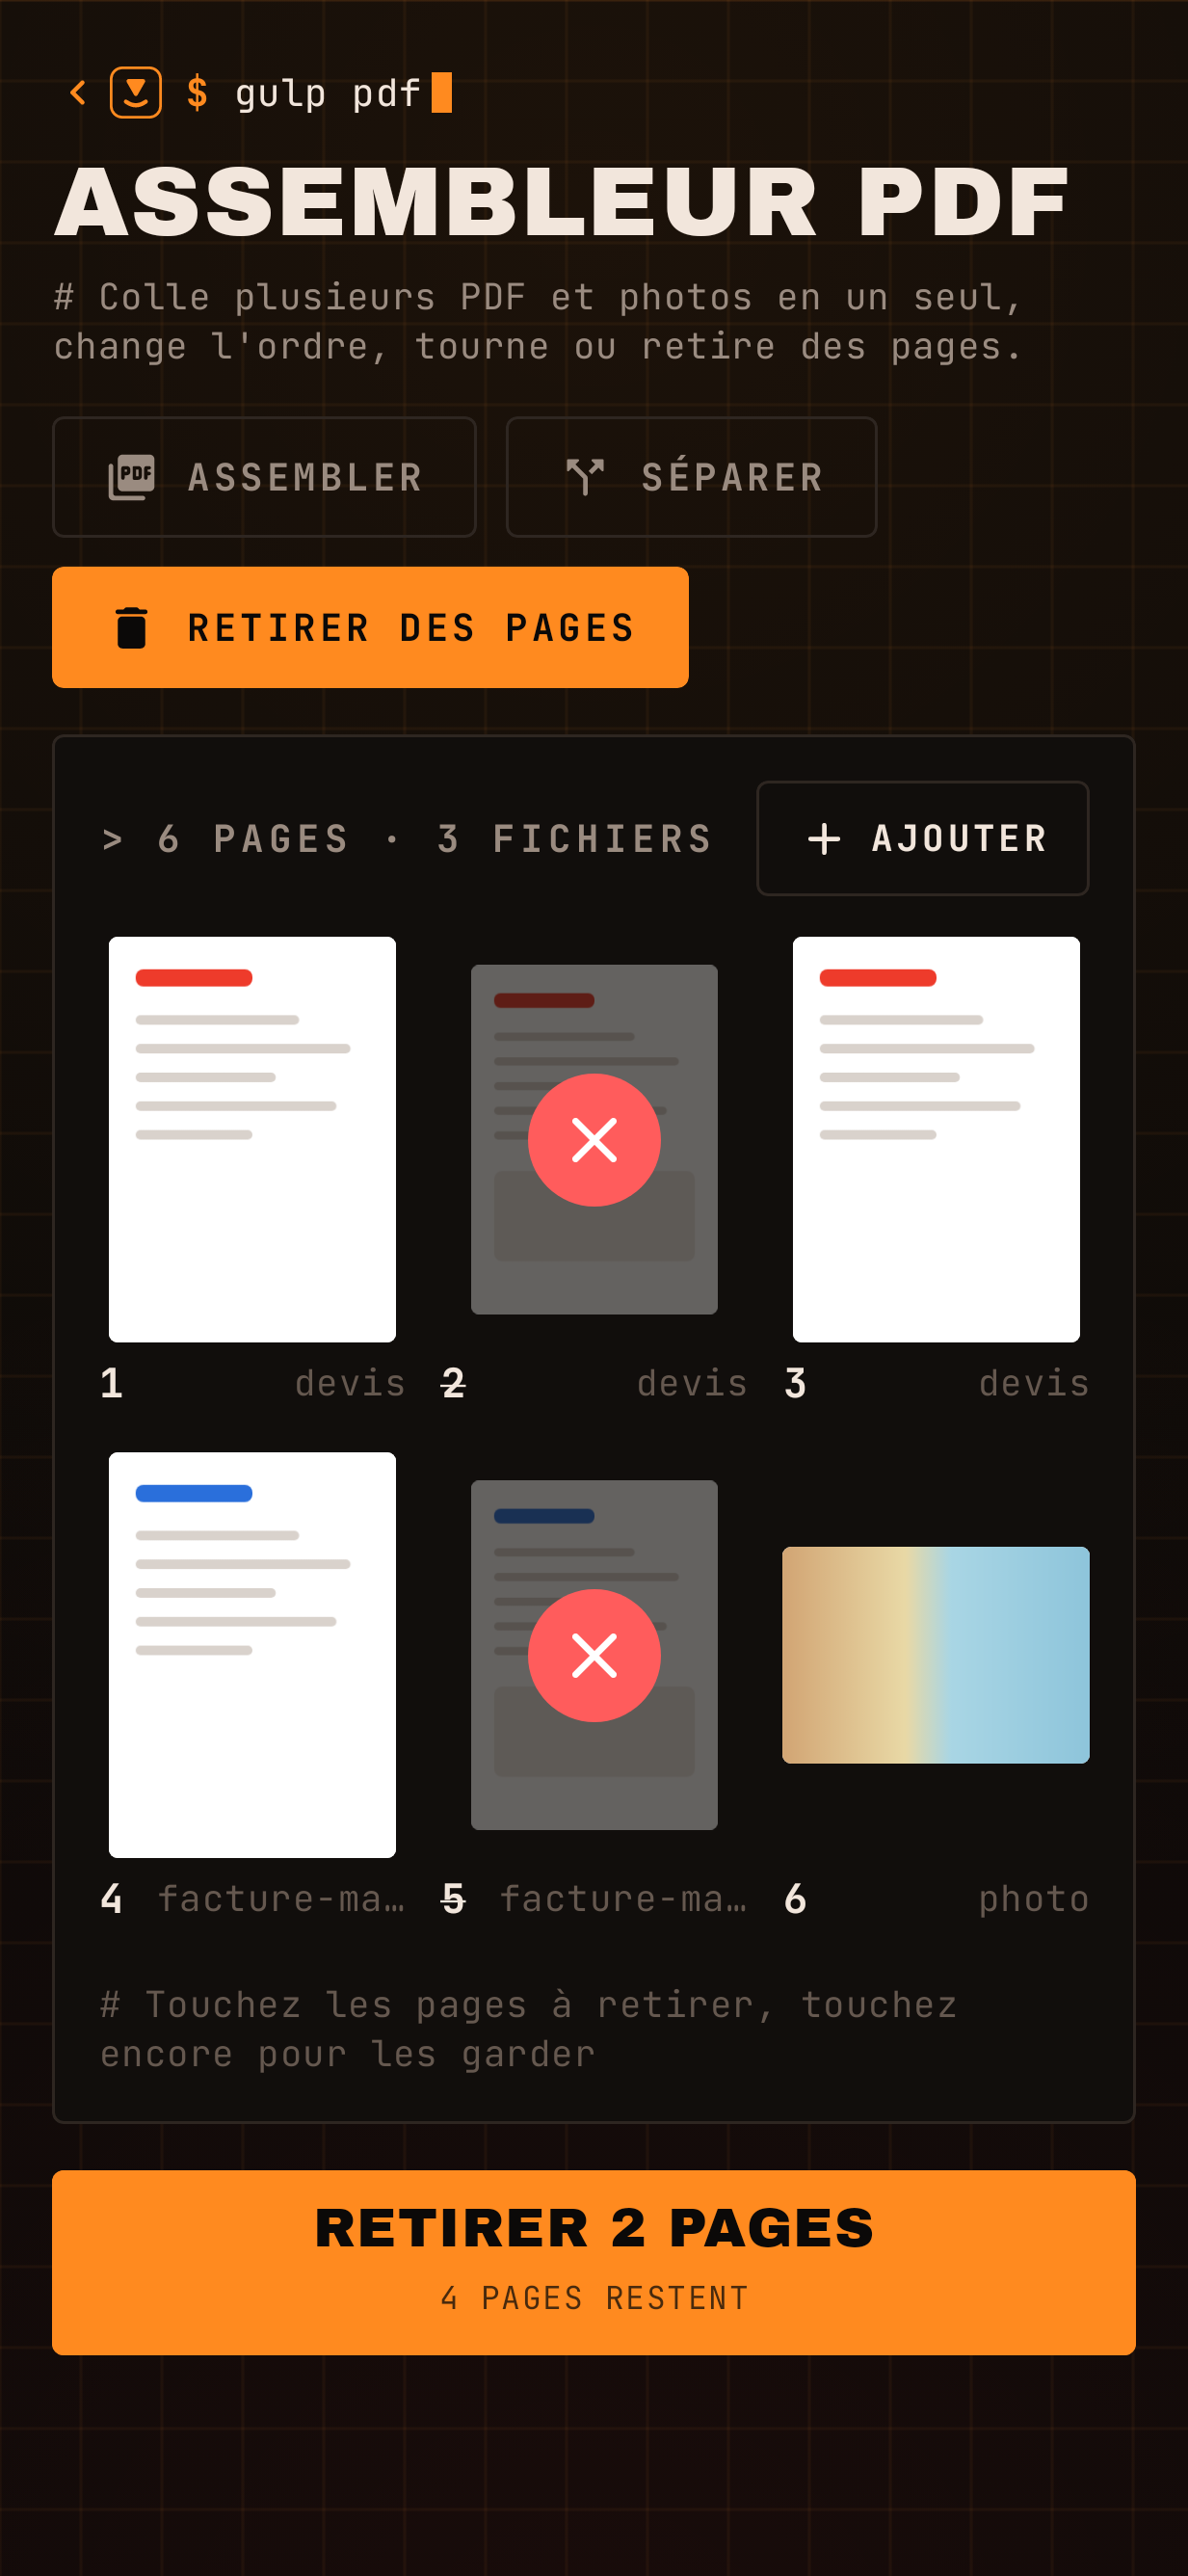 $ gulp pdf
ASSEMBLEUR PDF
# Colle plusieurs PDF et photos en un seul,
change l'ordre, tourne ou retire des pages.
PDF ASSEMBLER
SÉPARER
RETIRER DES PAGES
> 6 PAGES · 3 FICHIERS
+ AJOUTER
1 devis
2 devis
3 devis
4 facture-ma…
5 facture-ma…
6 photo
# Touchez les pages à retirer, touchez
encore pour les garder
RETIRER 2 PAGES
4 PAGES RESTENT